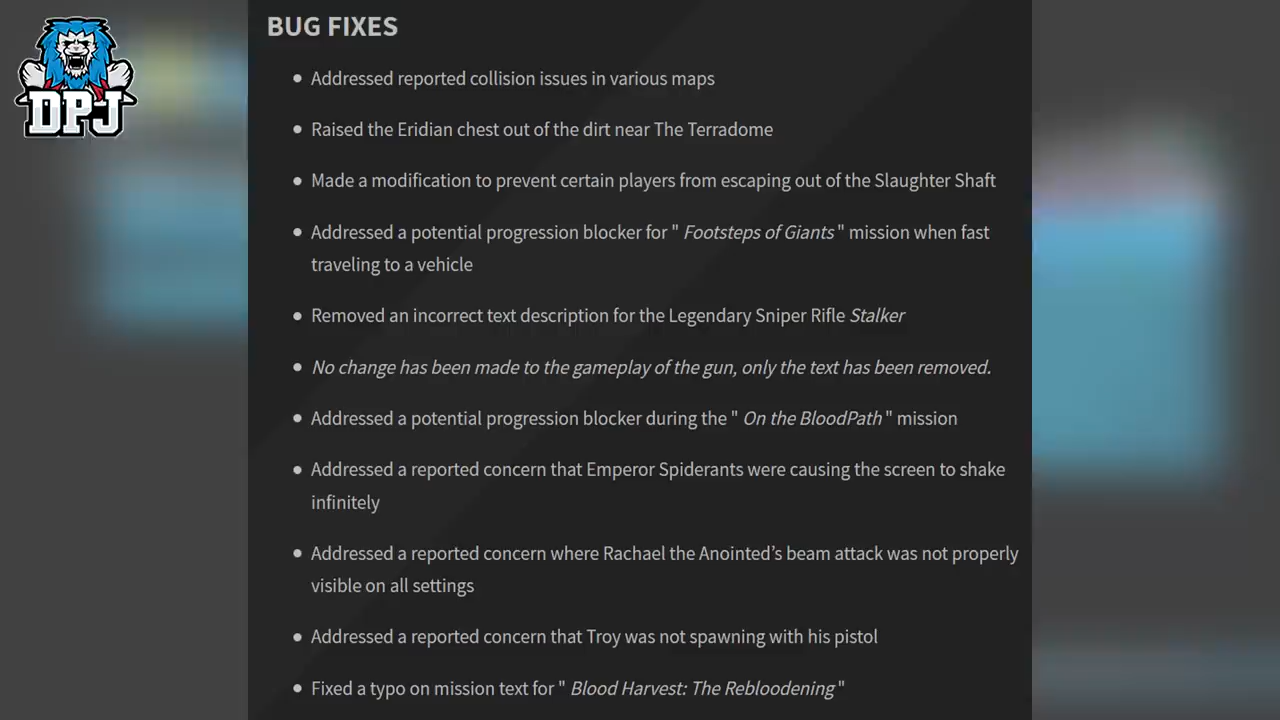 DPJ
BUG FIXES
• Addressed reported collision issues in various maps
• Raised the Eridian chest out of the dirt near The Terradome
• Made a modification to prevent certain players from escaping out of the Slaughter Shaft
• Addressed a potential progression blocker for " Footsteps of Giants " mission when fast
traveling to a vehicle
• Removed an incorrect text description for the Legendary Sniper Rifle Stalker
• No change has been made to the gameplay of the gun, only the text has been removed.
• Addressed a potential progression blocker during the " On the BloodPath " mission
• Addressed a reported concern that Emperor Spiderants were causing the screen to shake
infinitely
• Addressed a reported concern where Rachael the Anointed’s beam attack was not properly
visible on all settings
• Addressed a reported concern that Troy was not spawning with his pistol
• Fixed a typo on mission text for " Blood Harvest: The Rebloodening "